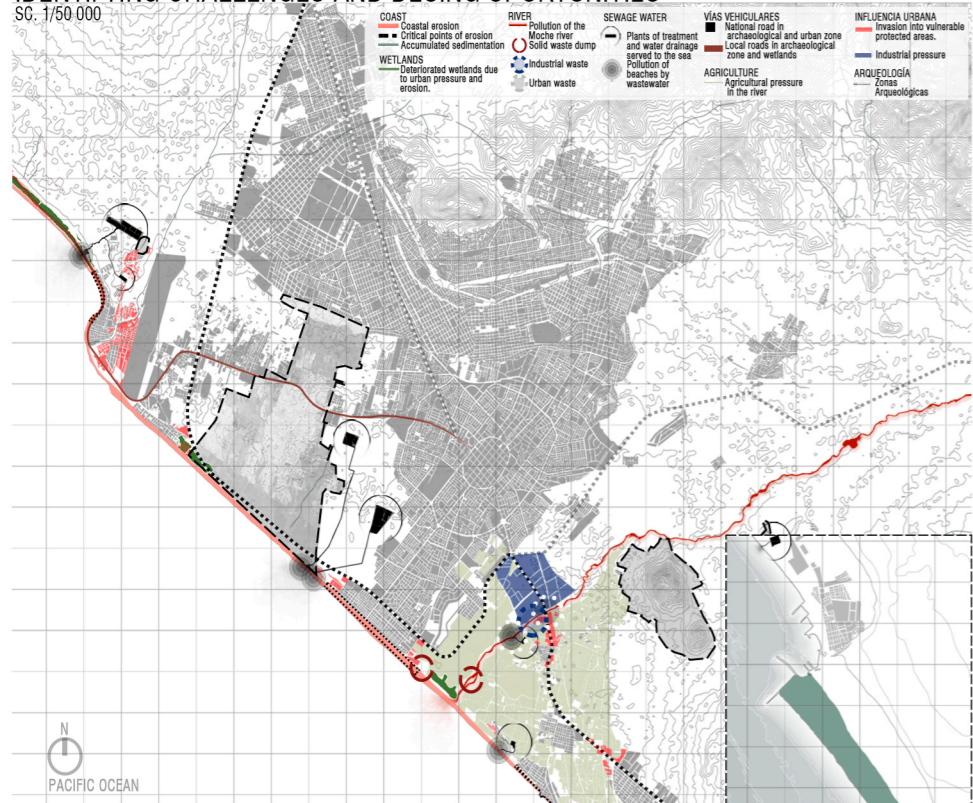 SC. 1/50 000
COAST
Coastal erosion
Critical points of erosion
Accumulated sedimentation
WETLANDS
Deteriorated wetlands due
to urban pressure and
erosion.
RIVER
Pollution of the
Moche river
Solid waste dump
Industrial waste
Urban waste
SEWAGE WATER
Plants of treatment
and water drainage
served to the sea
Pollution of
beaches by
wastewater
VÍAS VEHICULARES
National road in
archaeological and urban zone
Local roads in archaeological
zone and wetlands
AGRICULTURE
Agricultural pressure
in the river
INFLUENCIA URBANA
Invasion into vulnerable
protected areas.
Industrial pressure
ARQUEOLOGÍA
Zonas
Arqueológicas
N
PACIFIC OCEAN